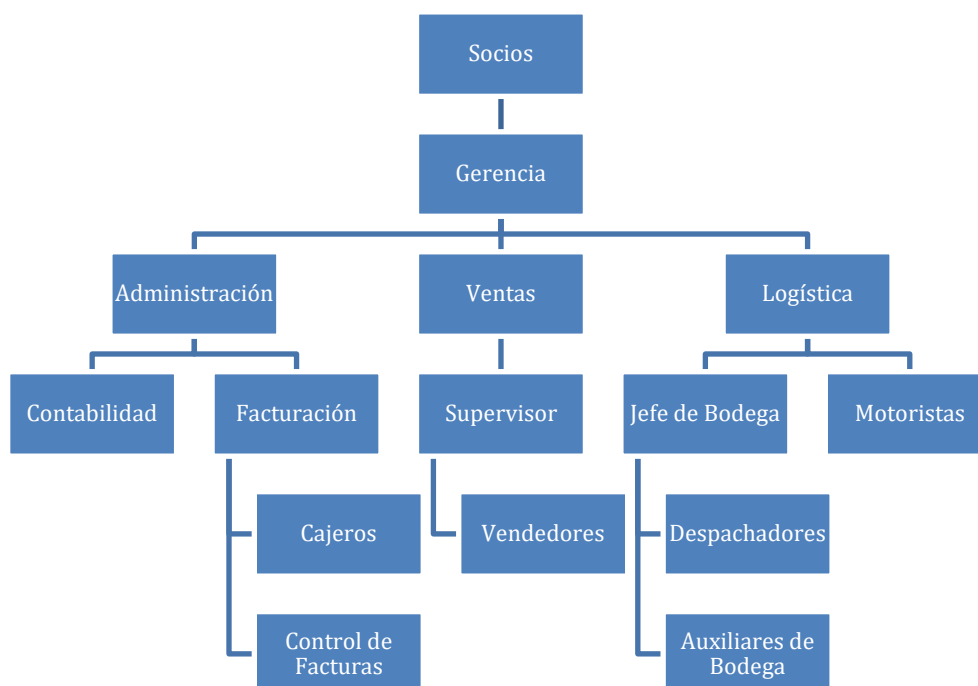 Socios
Gerencia
Administración
Ventas
Logística
Contabilidad
Facturación
Supervisor
Jefe de Bodega
Motoristas
Cajeros
Vendedores
Despachadores
Control de
Facturas
Auxiliares de
Bodega